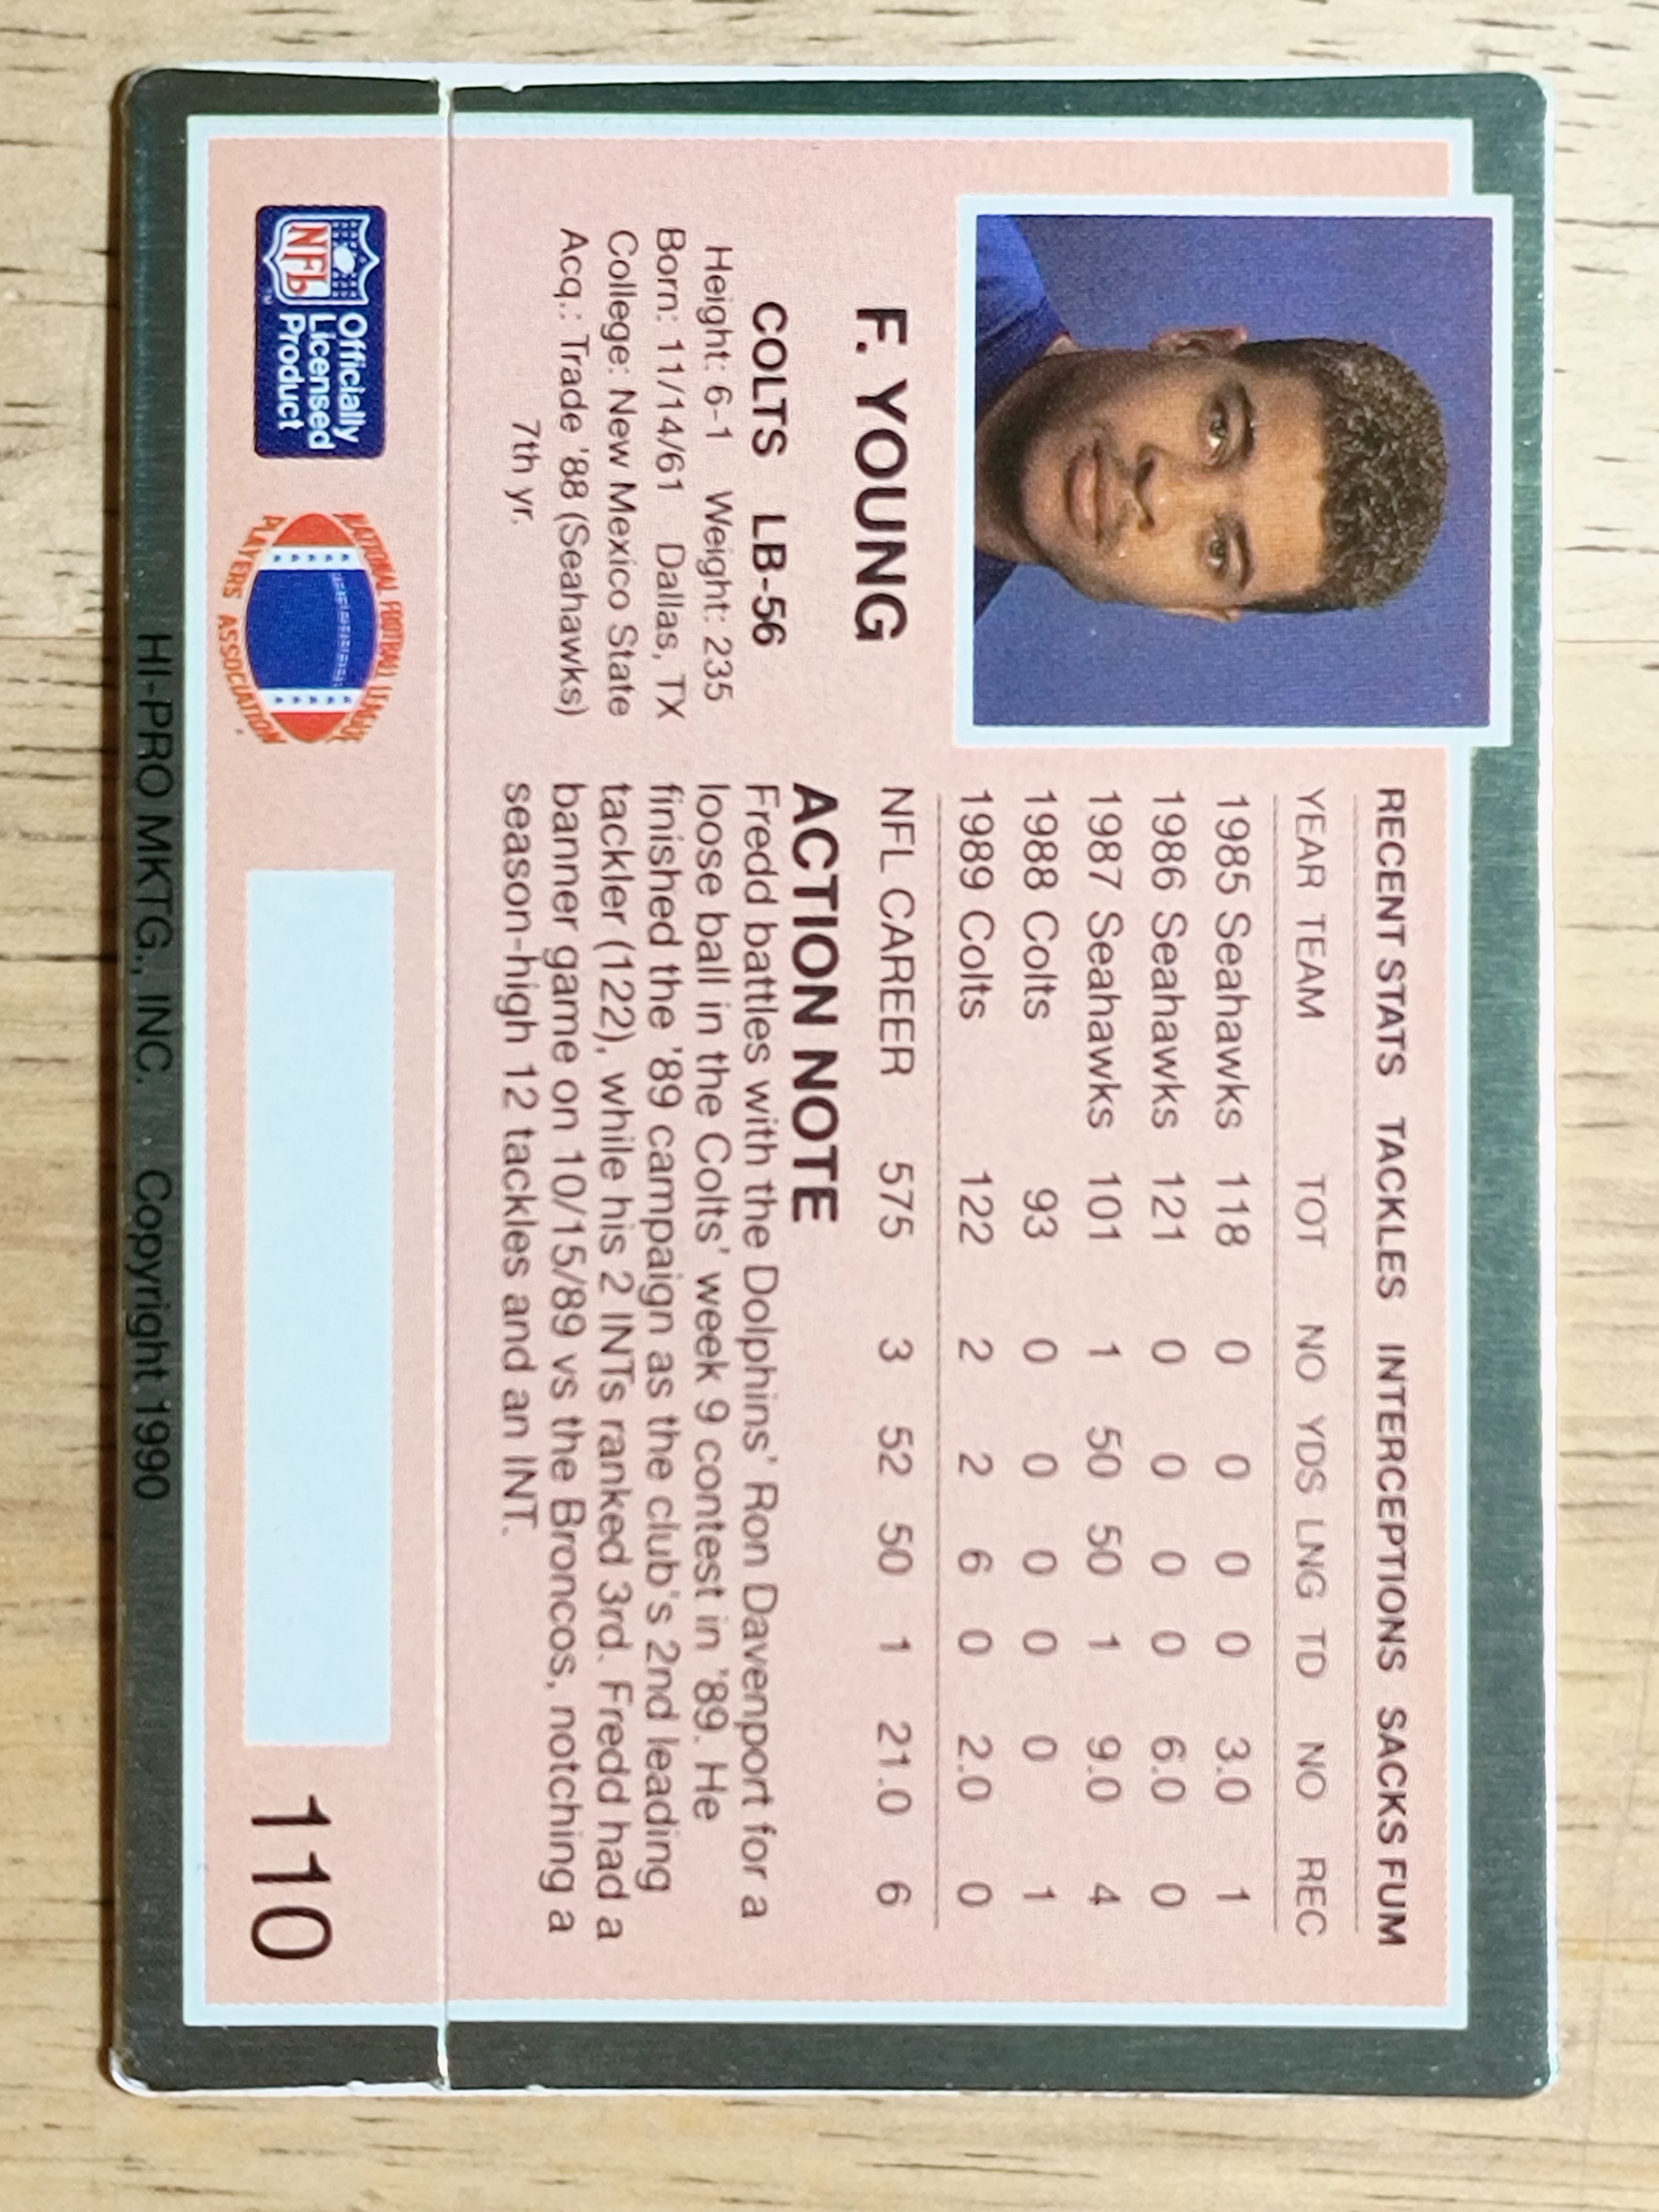 RECENT STATS TACKLES INTERCEPTIONS SACKS FUM
YEAR TEAM TOT NO YDS LNG TD NO REC
1985 Seahawks 118 0 0 0 0 3.0 1
1986 Seahawks 121 0 0 0 0 6.0 0
1987 Seahawks 101 1 50 50 1 9.0 4
1988 Colts 93 0 0 0 0 0 1
1989 Colts 122 2 2 6 0 2.0 0
NFL CAREER 575 3 52 50 1 21.0 6
F. YOUNG
COLTS LB-56
Height: 6-1 Weight: 235
Born: 11/14/61 Dallas, TX
College: New Mexico State
Acq.: Trade '88 (Seahawks)
7th yr.
ACTION NOTE
Fredd battles with the Dolphins' Ron Davenport for a
loose ball in the Colts' week 9 contest in '89. He
finished the '89 campaign as the club's 2nd leading
tackler (122), while his 2 INTs ranked 3rd. Fredd had a
banner game on 10/15/89 vs the Broncos, notching a
season-high 12 tackles and an INT.
NFL
TM
Officially
Licensed
Product
NATIONAL FOOTBALL LEAGUE
PLAYERS ASSOCIATION
110
HI-PRO MKTG., INC. Copyright 1990